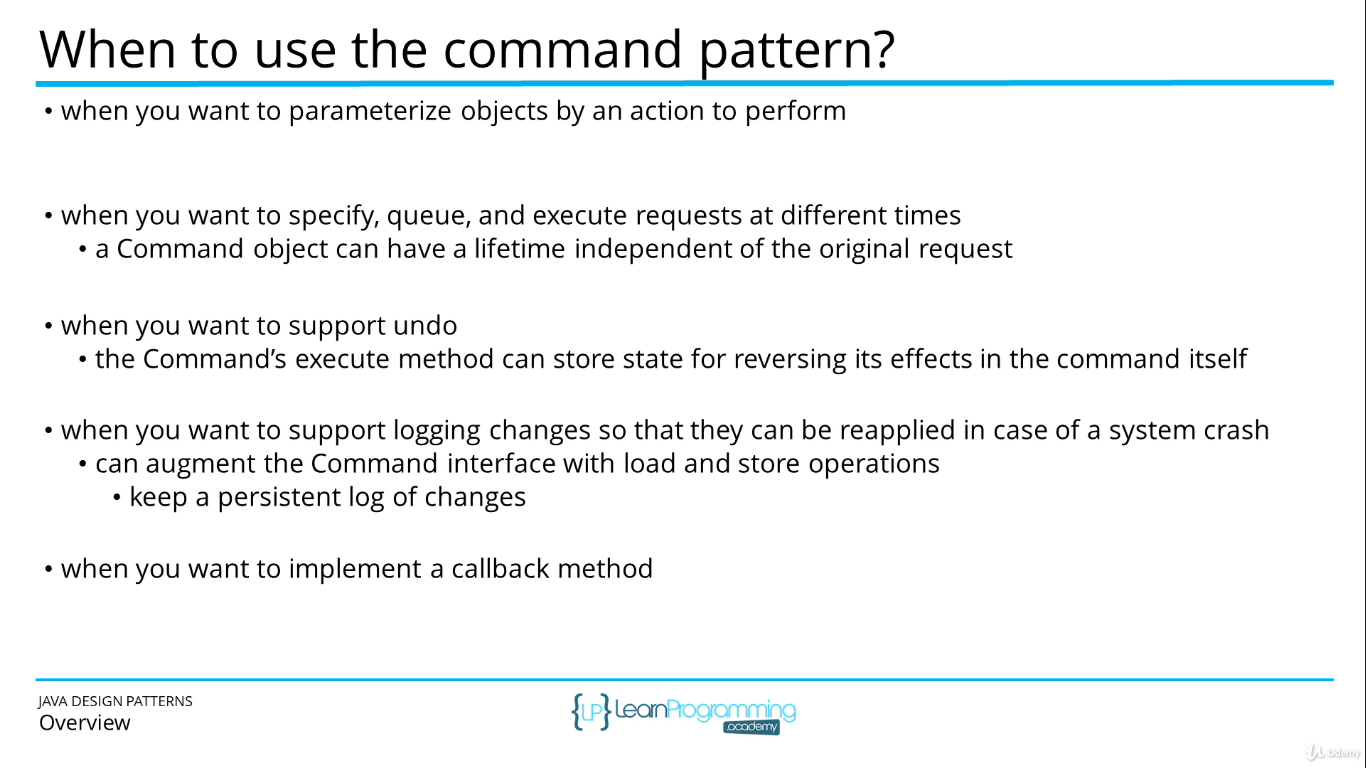 When to use the command pattern?
• when you want to parameterize objects by an action to perform
• when you want to specify, queue, and execute requests at different times
• a Command object can have a lifetime independent of the original request
• when you want to support undo
• the Command’s execute method can store state for reversing its effects in the command itself
• when you want to support logging changes so that they can be reapplied in case of a system crash
• can augment the Command interface with load and store operations
• keep a persistent log of changes
• when you want to implement a callback method
JAVA DESIGN PATTERNS
Overview
{LP} LearnProgramming
.academy
Udemy